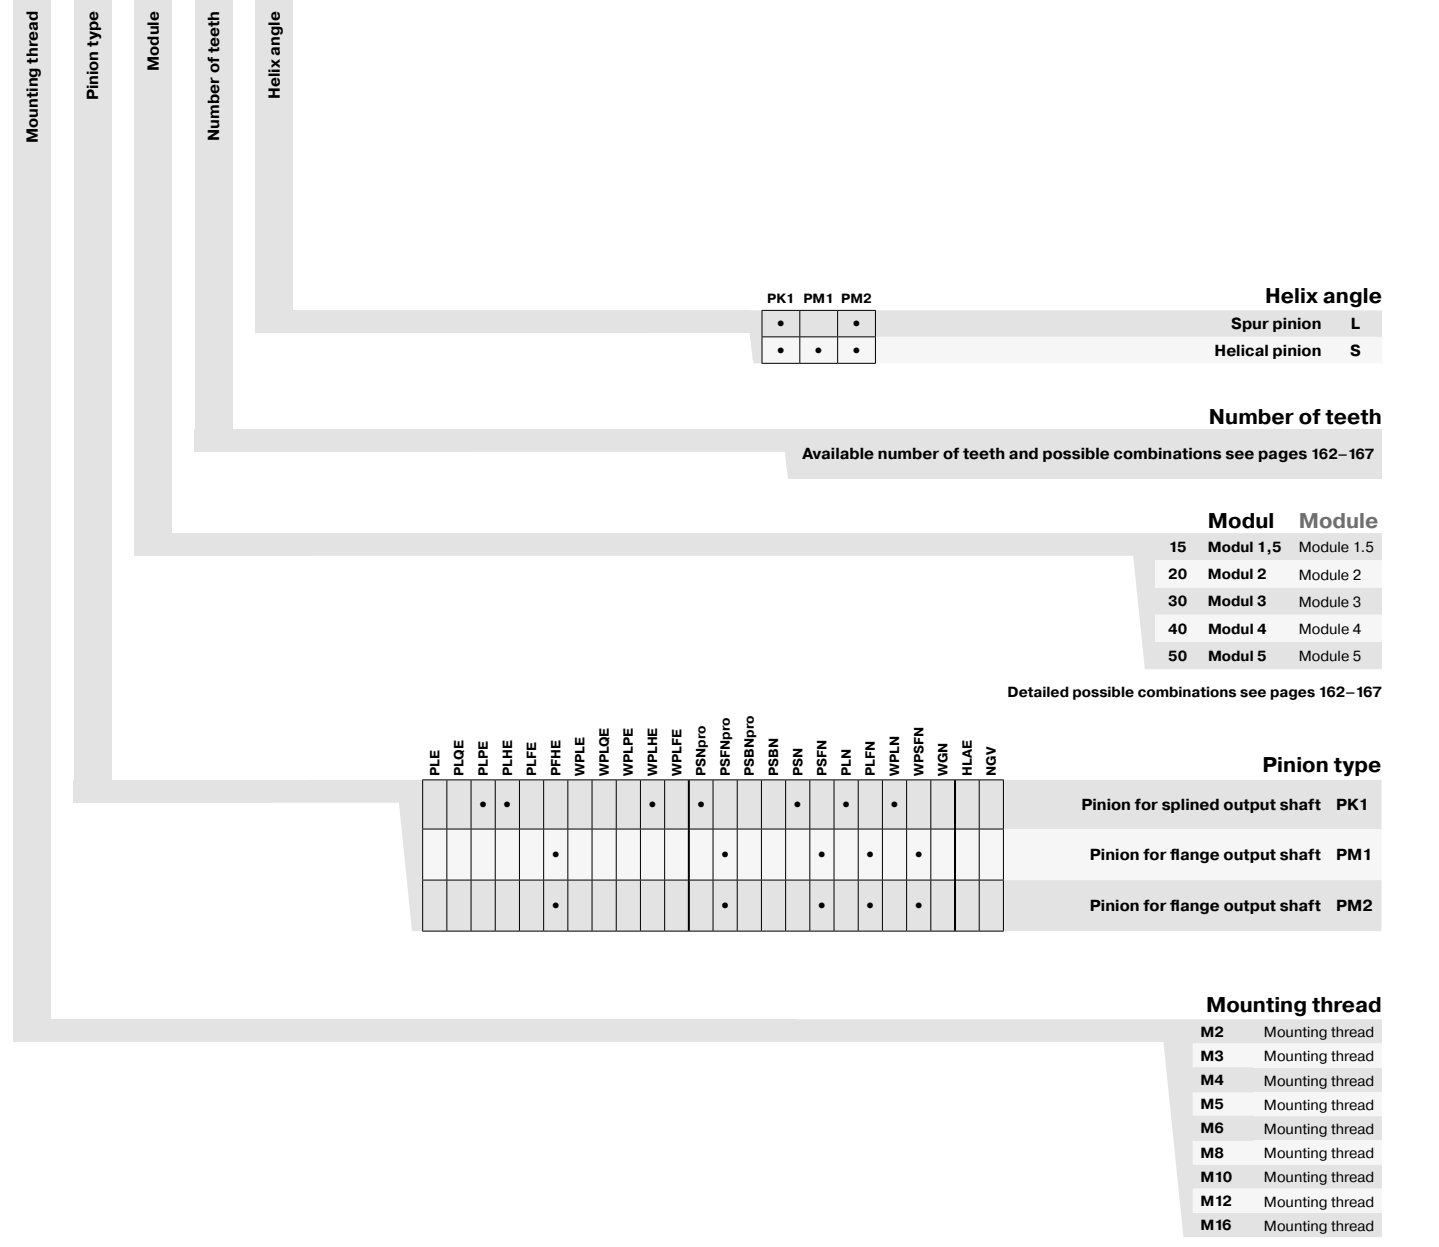 Mounting thread
Pinion type
Module
Number of teeth
Helix angle
PK1 PM1 PM2
Helix angle
• • Spur pinion L
• • • Helical pinion S
Number of teeth
Available number of teeth and possible combinations see pages 162–167
Modul Module
15 Modul 1,5 Module 1.5
20 Modul 2 Module 2
30 Modul 3 Module 3
40 Modul 4 Module 4
50 Modul 5 Module 5
Detailed possible combinations see pages 162–167
PLE
PLQE
PLPE
PLHE
PLFE
PFHE
WPLE
WPLQE
WPLPE
WPLHE
WPLFE
PSNpro
PSFNpro
PSBNpro
PSBN
PSN
PSFN
PLN
PLFN
WPLN
WPSFN
WGN
HLAE
NGV
Pinion type
• • • • • • • Pinion for splined output shaft PK1
• • • • • Pinion for flange output shaft PM1
• • • • • Pinion for flange output shaft PM2
Mounting thread
M2 Mounting thread
M3 Mounting thread
M4 Mounting thread
M5 Mounting thread
M6 Mounting thread
M8 Mounting thread
M10 Mounting thread
M12 Mounting thread
M16 Mounting thread